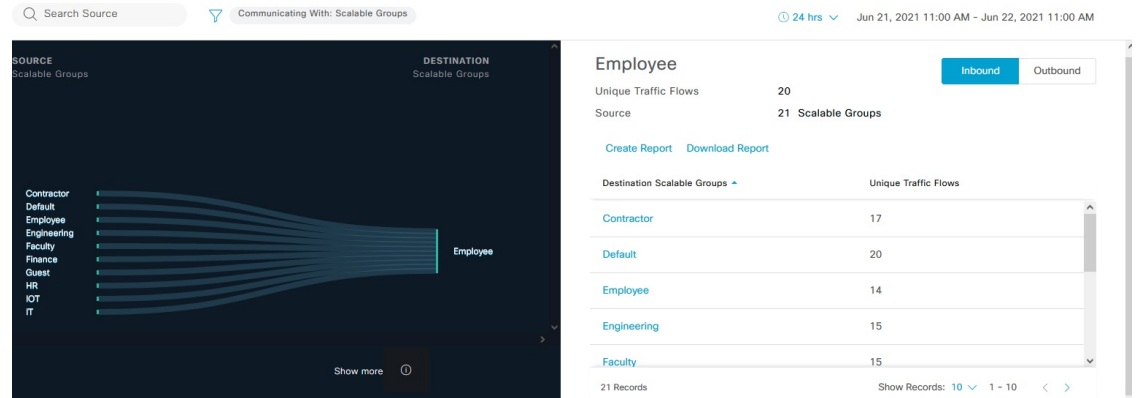 Search Source
Communicating With: Scalable Groups
24 hrs Jun 21, 2021 11:00 AM - Jun 22, 2021 11:00 AM
SOURCE
Scalable Groups
DESTINATION
Scalable Groups
Contractor
Default
Employee
Engineering
Faculty
Finance
Guest
HR
IOT
IT
Employee
Show more
Employee
Inbound Outbound
Unique Traffic Flows 20
Source 21 Scalable Groups
Create Report Download Report
Destination Scalable Groups Unique Traffic Flows
Contractor 17
Default 20
Employee 14
Engineering 15
Faculty 15
21 Records Show Records: 10 1 - 10